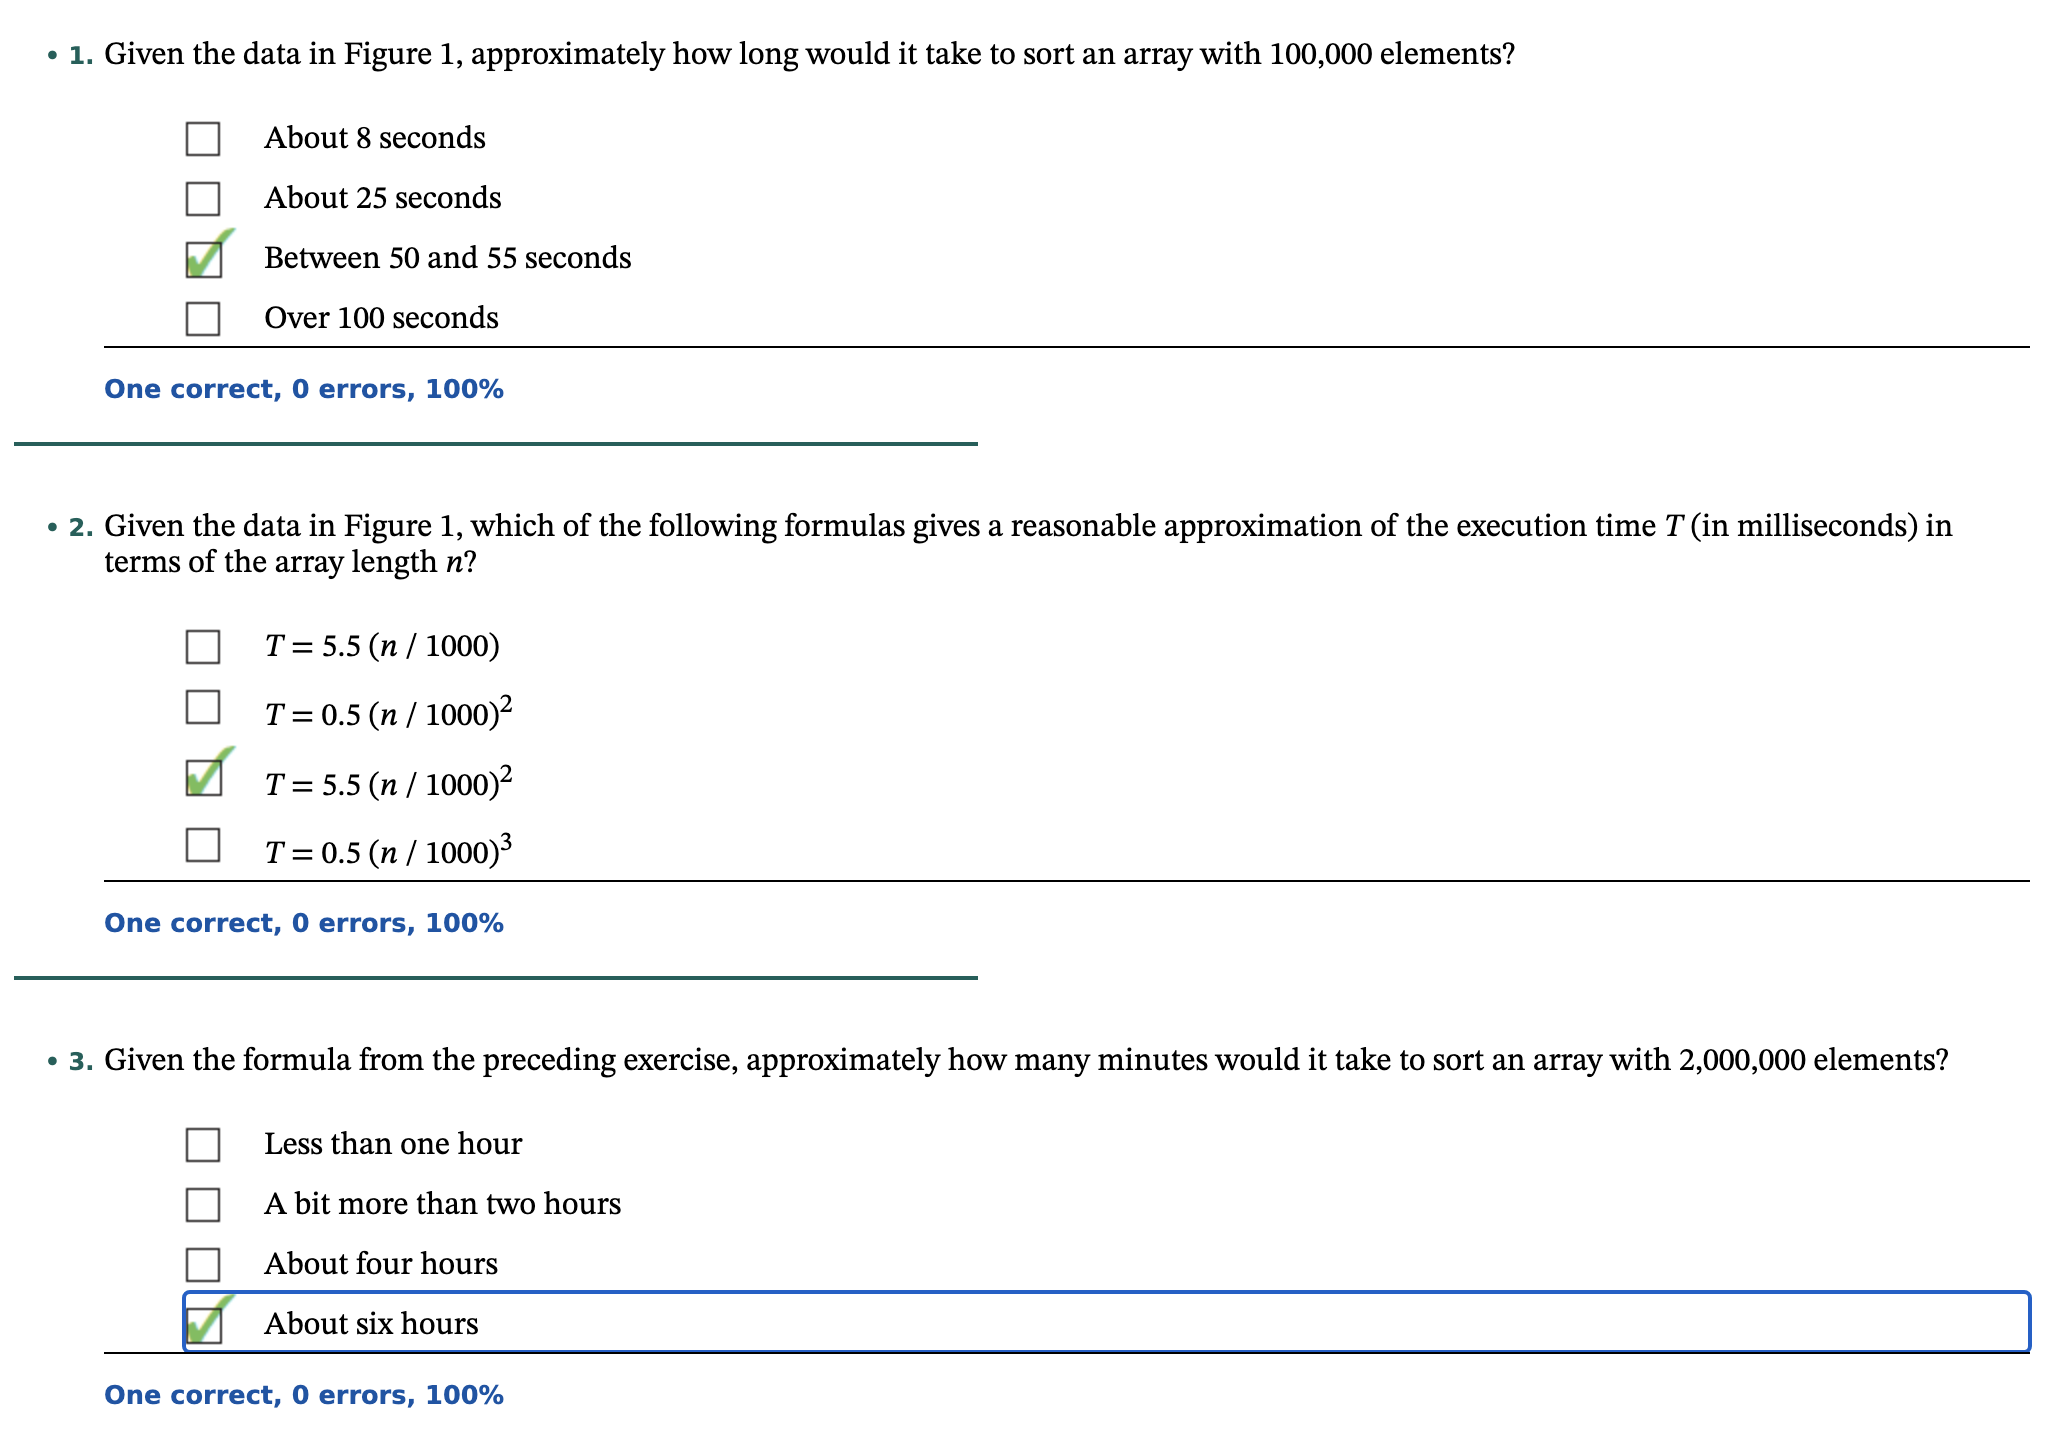 • 1. Given the data in Figure 1, approximately how long would it take to sort an array with 100,000 elements?
About 8 seconds
About 25 seconds
Between 50 and 55 seconds
Over 100 seconds
One correct, 0 errors, 100%
• 2. Given the data in Figure 1, which of the following formulas gives a reasonable approximation of the execution time T (in milliseconds) in
terms of the array length n?
T = 5.5 (n / 1000)
T = 0.5 (n / 1000)²
T = 5.5 (n / 1000)²
T = 0.5 (n / 1000)³
One correct, 0 errors, 100%
• 3. Given the formula from the preceding exercise, approximately how many minutes would it take to sort an array with 2,000,000 elements?
Less than one hour
A bit more than two hours
About four hours
About six hours
One correct, 0 errors, 100%